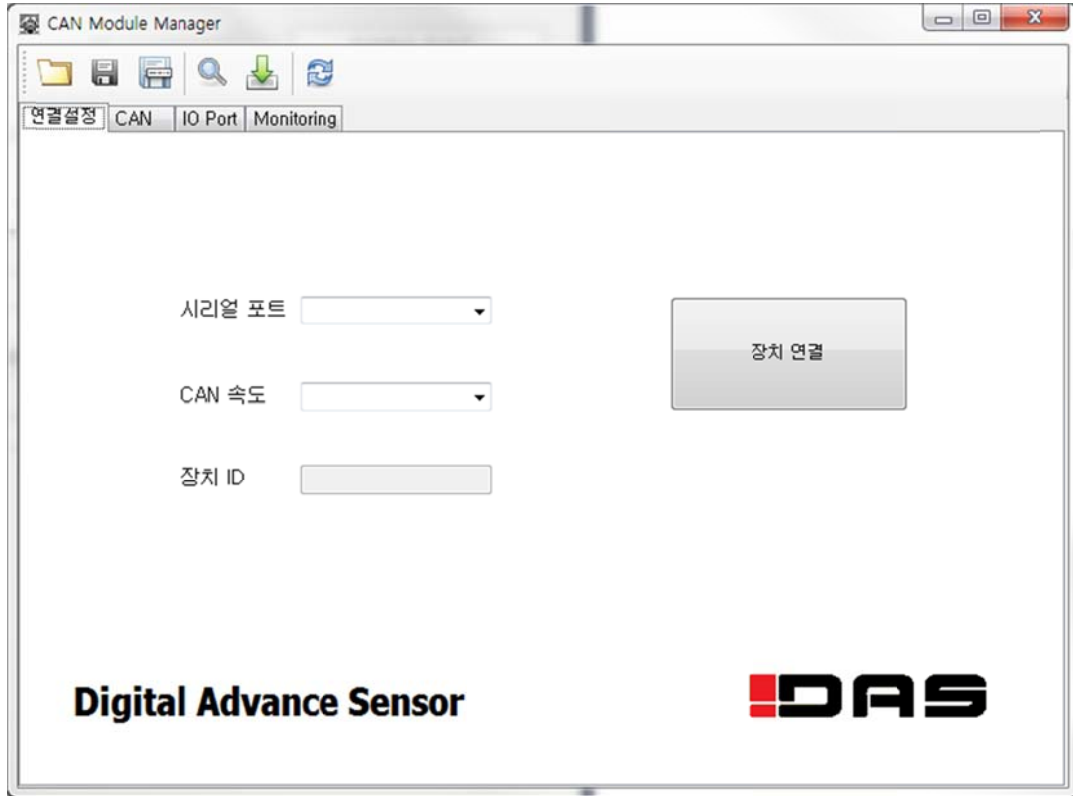 CAN Module Manager
연결설정 CAN IO Port Monitoring
시리얼 포트
장치 연결
CAN 속도
장치 ID
Digital Advance Sensor
DAS